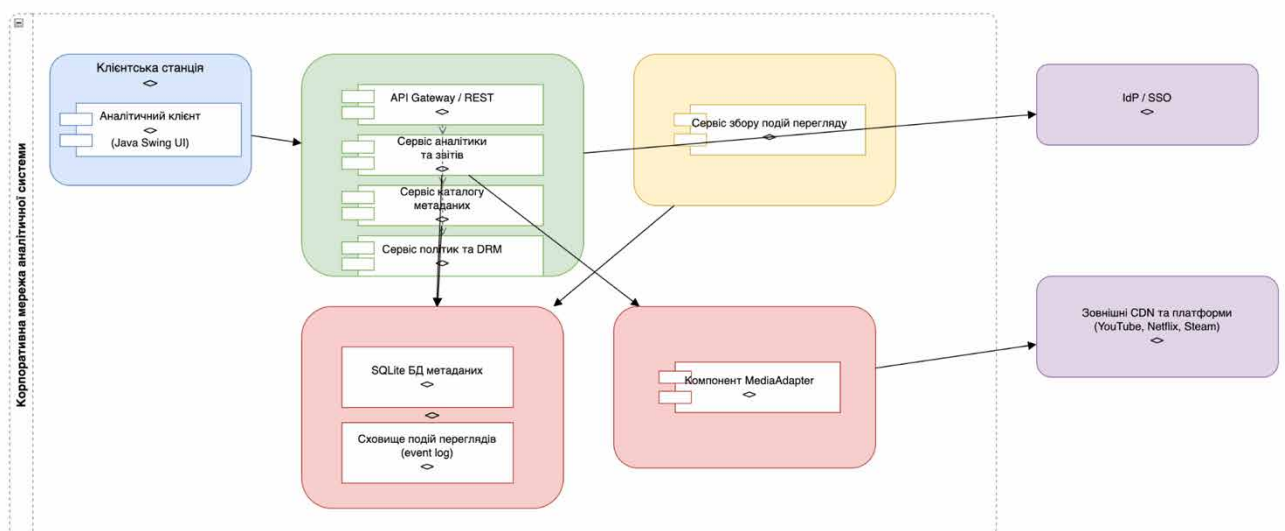 Корпоративна мережа аналітичної системи
Клієнтська станція
<>
Аналітичний клієнт
<>
(Java Swing UI)
API Gateway / REST
<>
Сервіс аналітики
та звітів
<>
Сервіс каталогу
метаданих
<>
Сервіс політик та DRM
<>
Сервіс збору подій перегляду
<>
IdP / SSO
<>
SQLite БД метаданих
<>
<>
Сховище подій переглядів
(event log)
<>
Компонент MediaAdapter
<>
Зовнішні CDN та платформи
(YouTube, Netflix, Steam)
<>